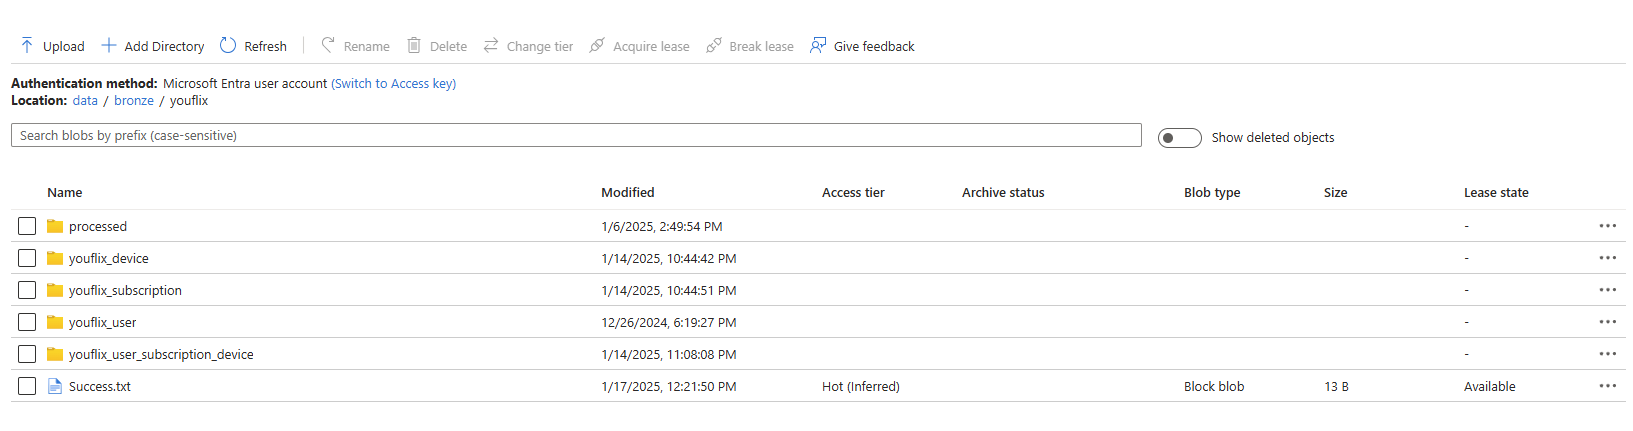 Upload Add Directory Refresh Rename Delete Change tier Acquire lease Break lease Give feedback
Authentication method: Microsoft Entra user account (Switch to Access key)
Location: data / bronze / youflix
Search blobs by prefix (case-sensitive) Show deleted objects
Name Modified Access tier Archive status Blob type Size Lease state
processed 1/6/2025, 2:49:54 PM - •••
youflix_device 1/14/2025, 10:44:42 PM - •••
youflix_subscription 1/14/2025, 10:44:51 PM - •••
youflix_user 12/26/2024, 6:19:27 PM - •••
youflix_user_subscription_device 1/14/2025, 11:08:08 PM - •••
Success.txt 1/17/2025, 12:21:50 PM Hot (Inferred) Block blob 13 B Available •••